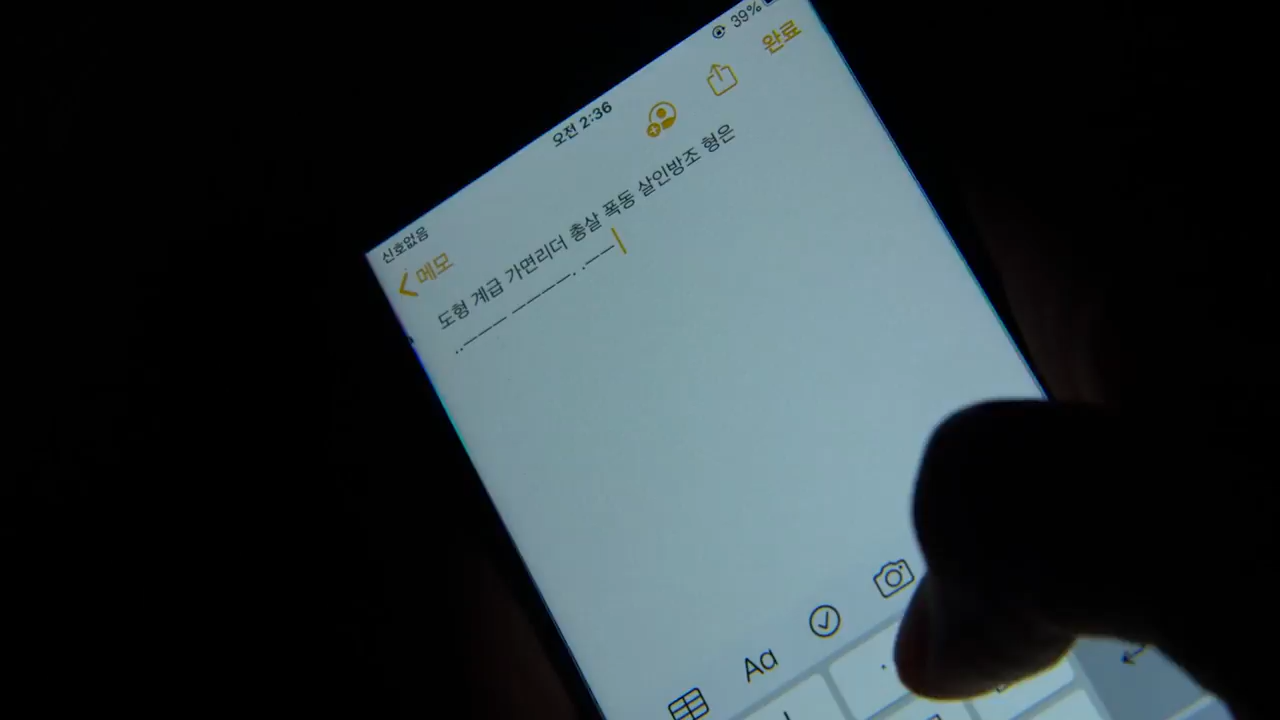 신호없음 오전 2:36 39%
메모 완료
도형 계급 가면리더 총살 폭동 살인방조 형은
..――― ――――. .――
Aa